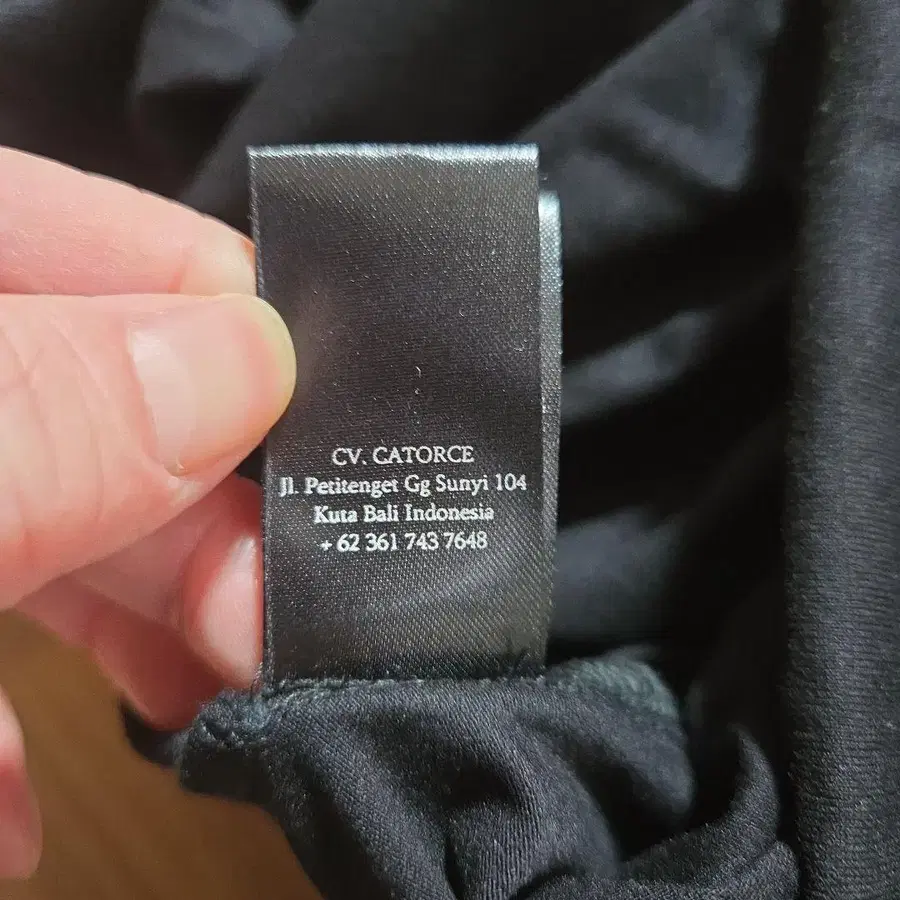 CV. CATORCE
Jl. Petitenget Gg Sunyi 104
Kuta Bali Indonesia
+ 62 361 743 7648